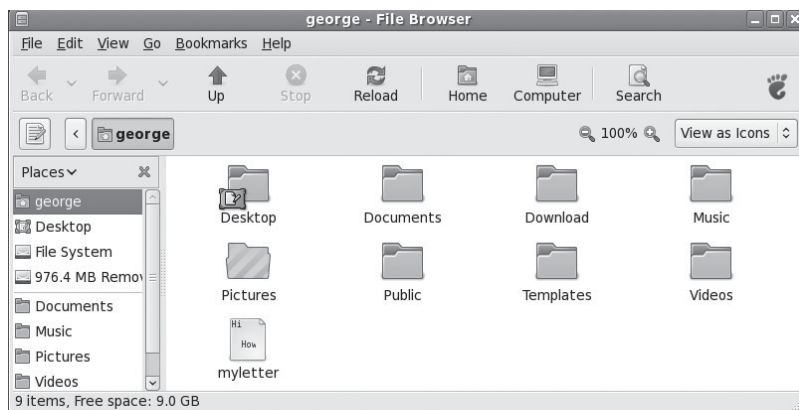 george - File Browser
File Edit View Go Bookmarks Help
Back Forward Up Stop Reload Home Computer Search
george 100% View as Icons
Places
george
Desktop
File System
976.4 MB Remov
Documents
Music
Pictures
Videos
Desktop Documents Download Music
Pictures Public Templates Videos
Hi
How
myletter
9 items, Free space: 9.0 GB